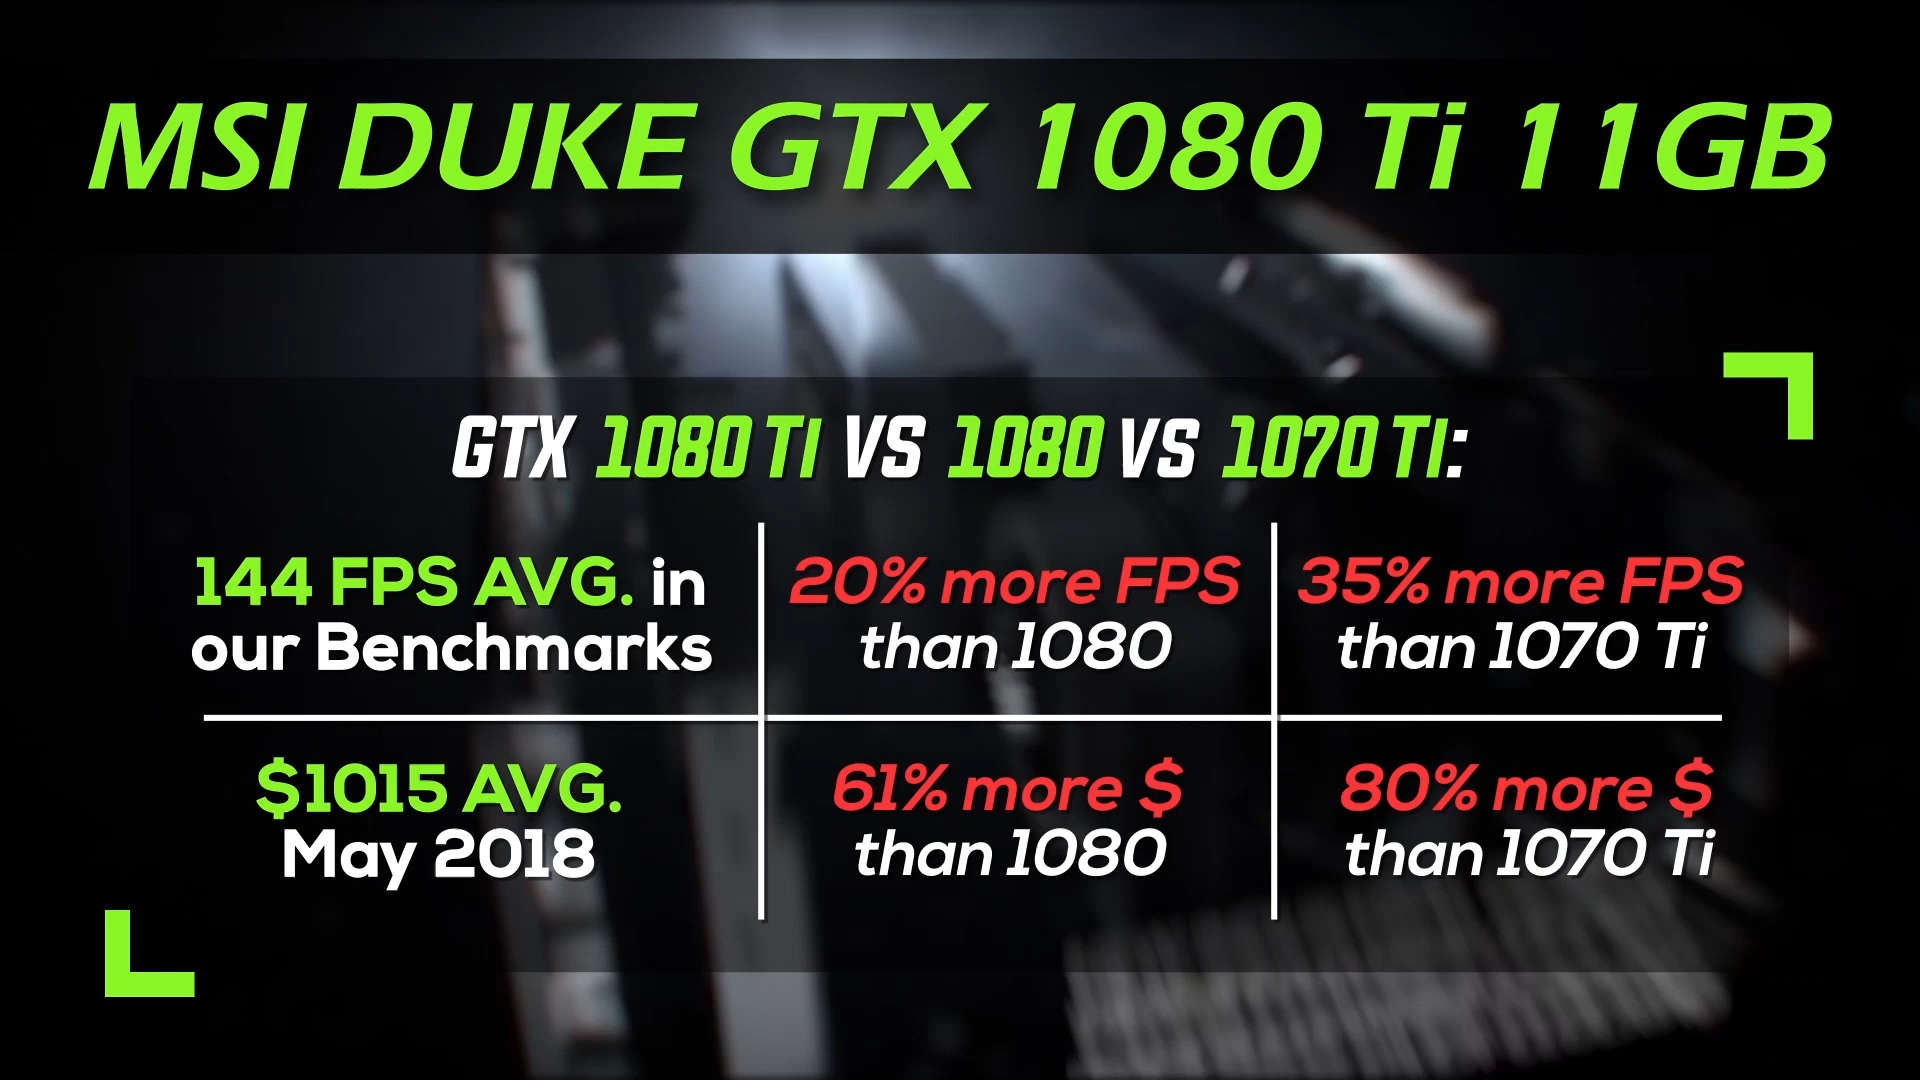 MSI DUKE GTX 1080 Ti 11GB
GTX 1080 TI VS 1080 VS 1070 TI:
144 FPS AVG. in
our Benchmarks
20% more FPS
than 1080
35% more FPS
than 1070 Ti
$1015 AVG.
May 2018
61% more $
than 1080
80% more $
than 1070 Ti